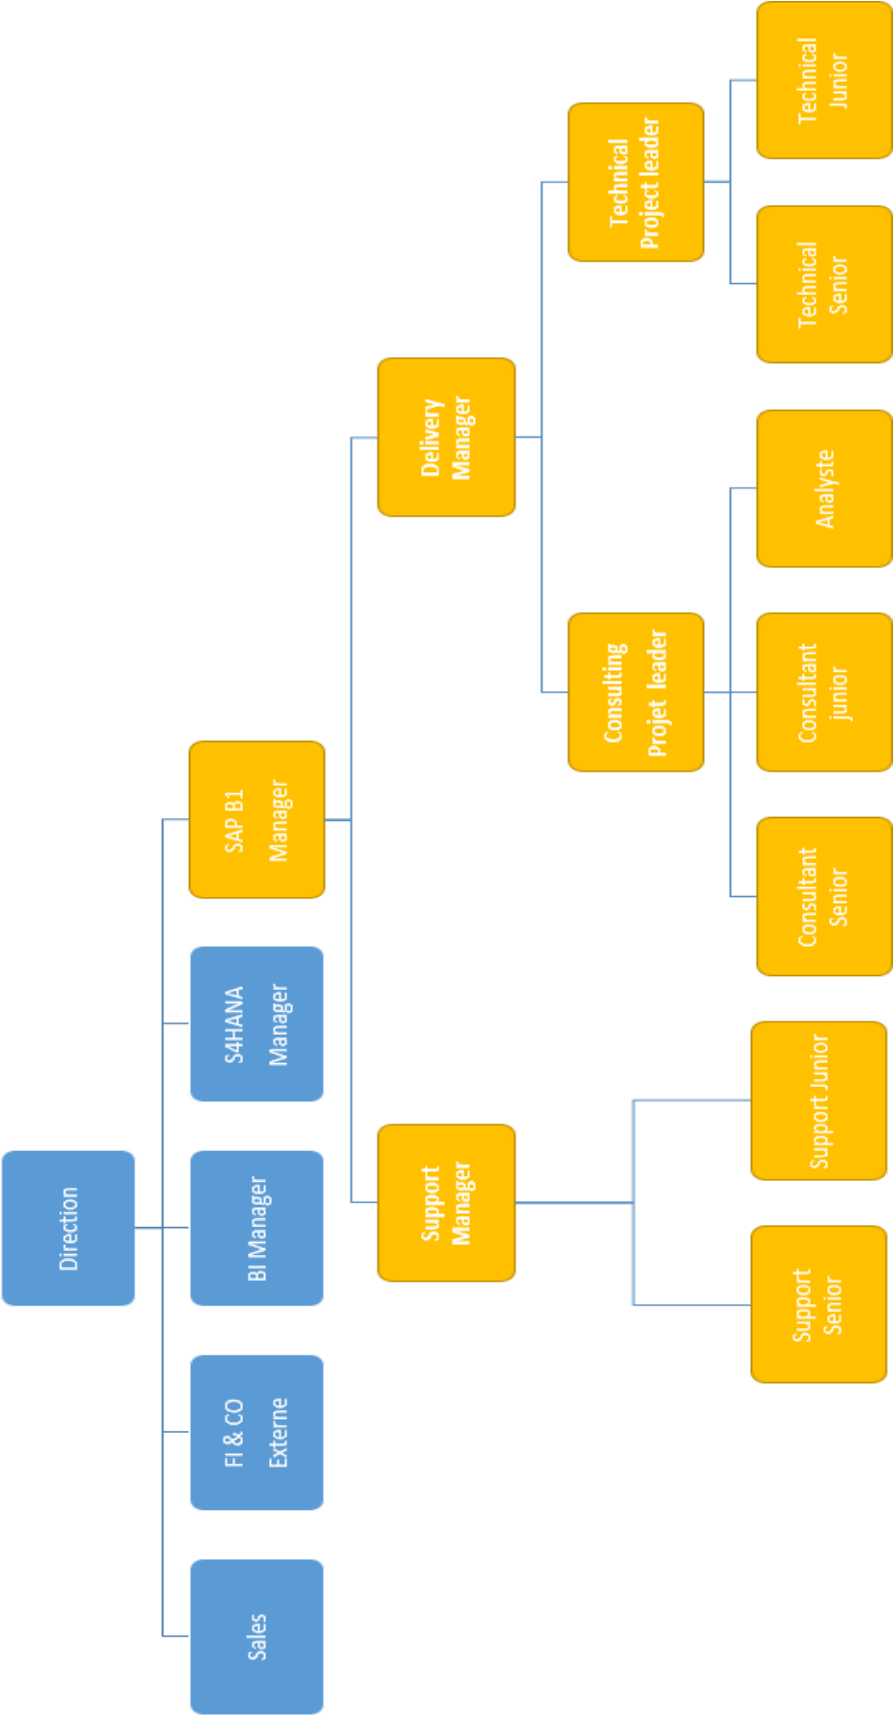 Direction
Sales
FI & CO
Externe
BI Manager
S4HANA
Manager
SAP B1
Manager
Support
Manager
Delivery
Manager
Consulting
Projet leader
Technical
Project leader
Support
Senior
Support Junior
Consultant
Senior
Consultant
junior
Analyste
Technical
Senior
Technical
Junior